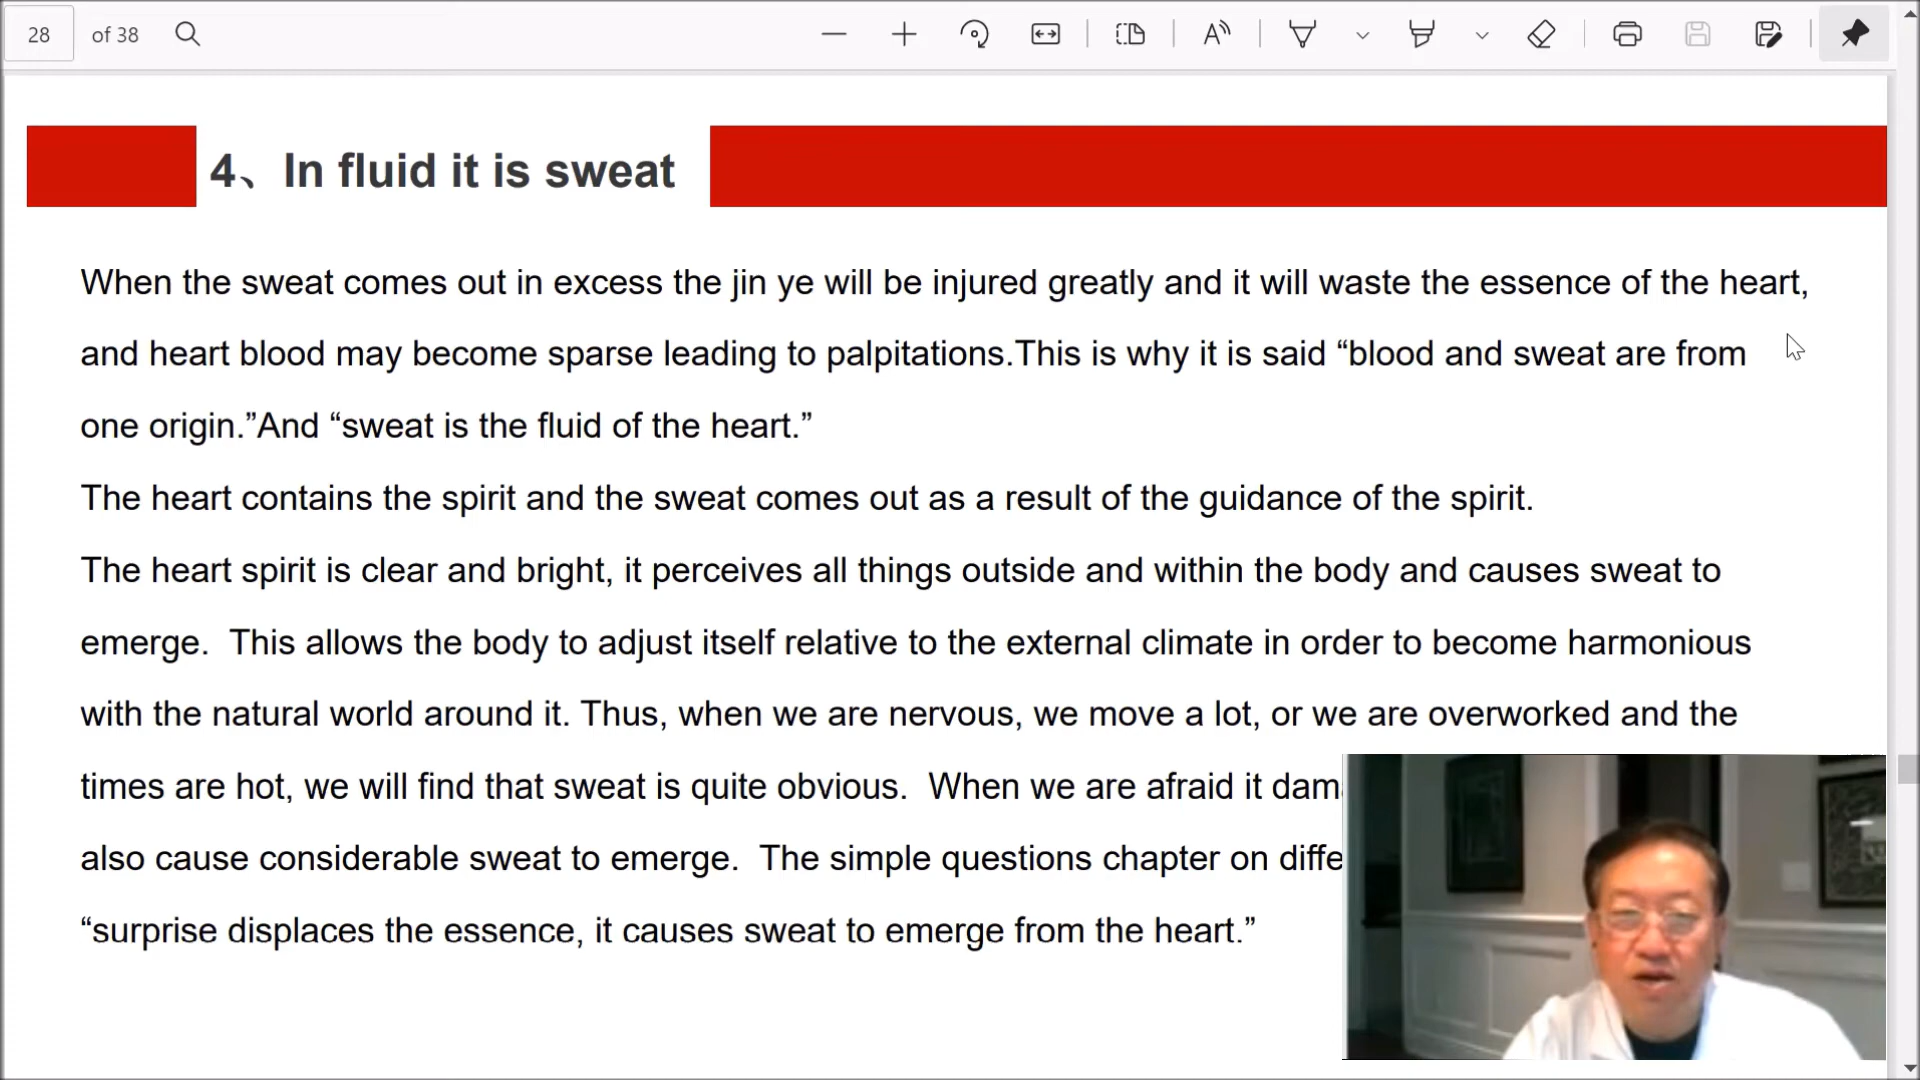 28 of 38
4、In fluid it is sweat
When the sweat comes out in excess the jin ye will be injured greatly and it will waste the essence of the heart,
and heart blood may become sparse leading to palpitations.This is why it is said “blood and sweat are from
one origin.”And “sweat is the fluid of the heart.”
The heart contains the spirit and the sweat comes out as a result of the guidance of the spirit.
The heart spirit is clear and bright, it perceives all things outside and within the body and causes sweat to
emerge.  This allows the body to adjust itself relative to the external climate in order to become harmonious
with the natural world around it. Thus, when we are nervous, we move a lot, or we are overworked and the
times are hot, we will find that sweat is quite obvious.  When we are afraid it
also cause considerable sweat to emerge.  The simple questions chapter on
“surprise displaces the essence, it causes sweat to emerge from the heart.”